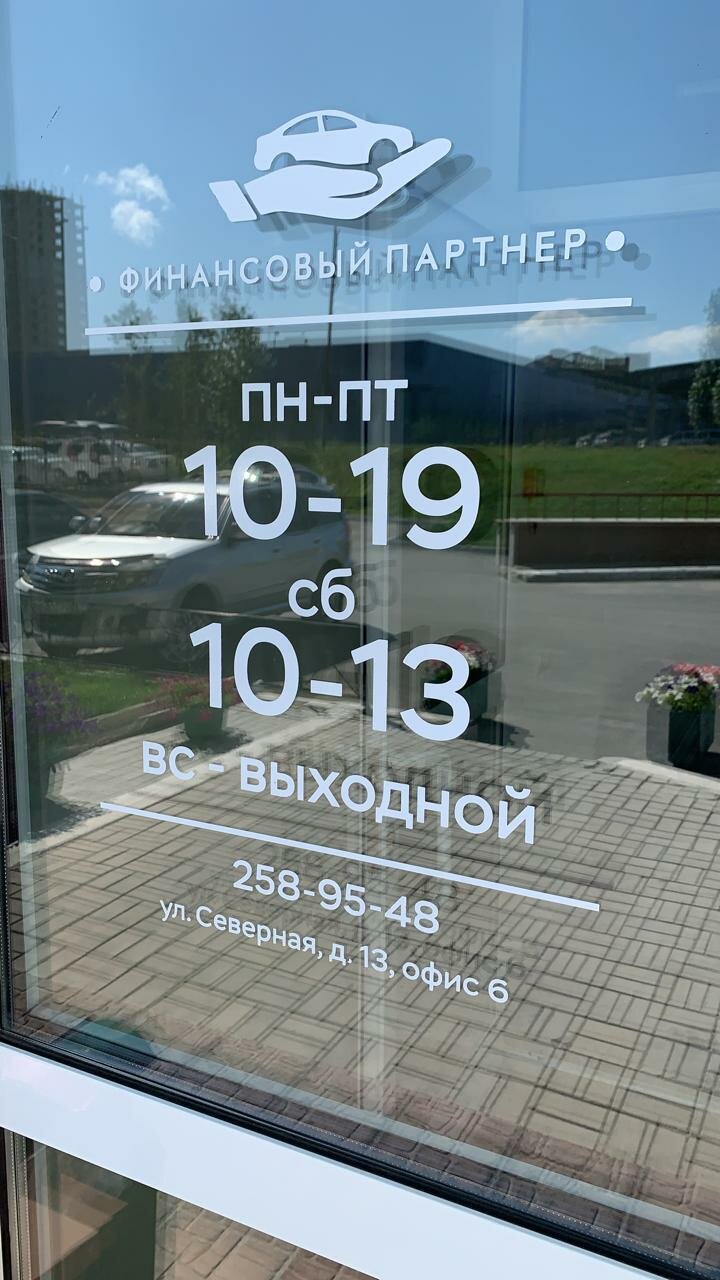 • ФИНАНСОВЫЙ ПАРТНЕР •
ПН-ПТ
10-19
сб
10-13
ВС - ВЫХОДНОЙ
258-95-48
ул. Северная, д. 13, офис 6